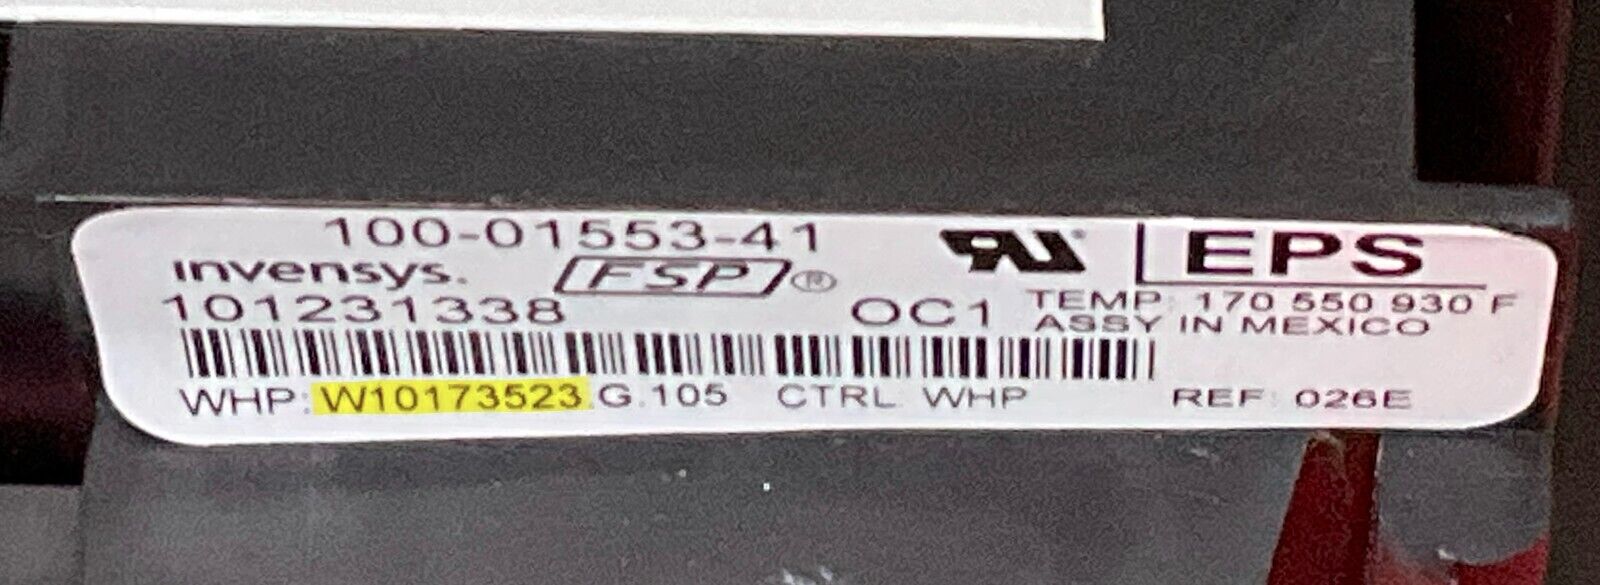 100-01553-41
invensys. FSP ®
101231338 OC1
WHP: W10173523.G.105 CTRL WHP
EPS
TEMP: 170 550 930 F
ASSY IN MEXICO
REF: 026E